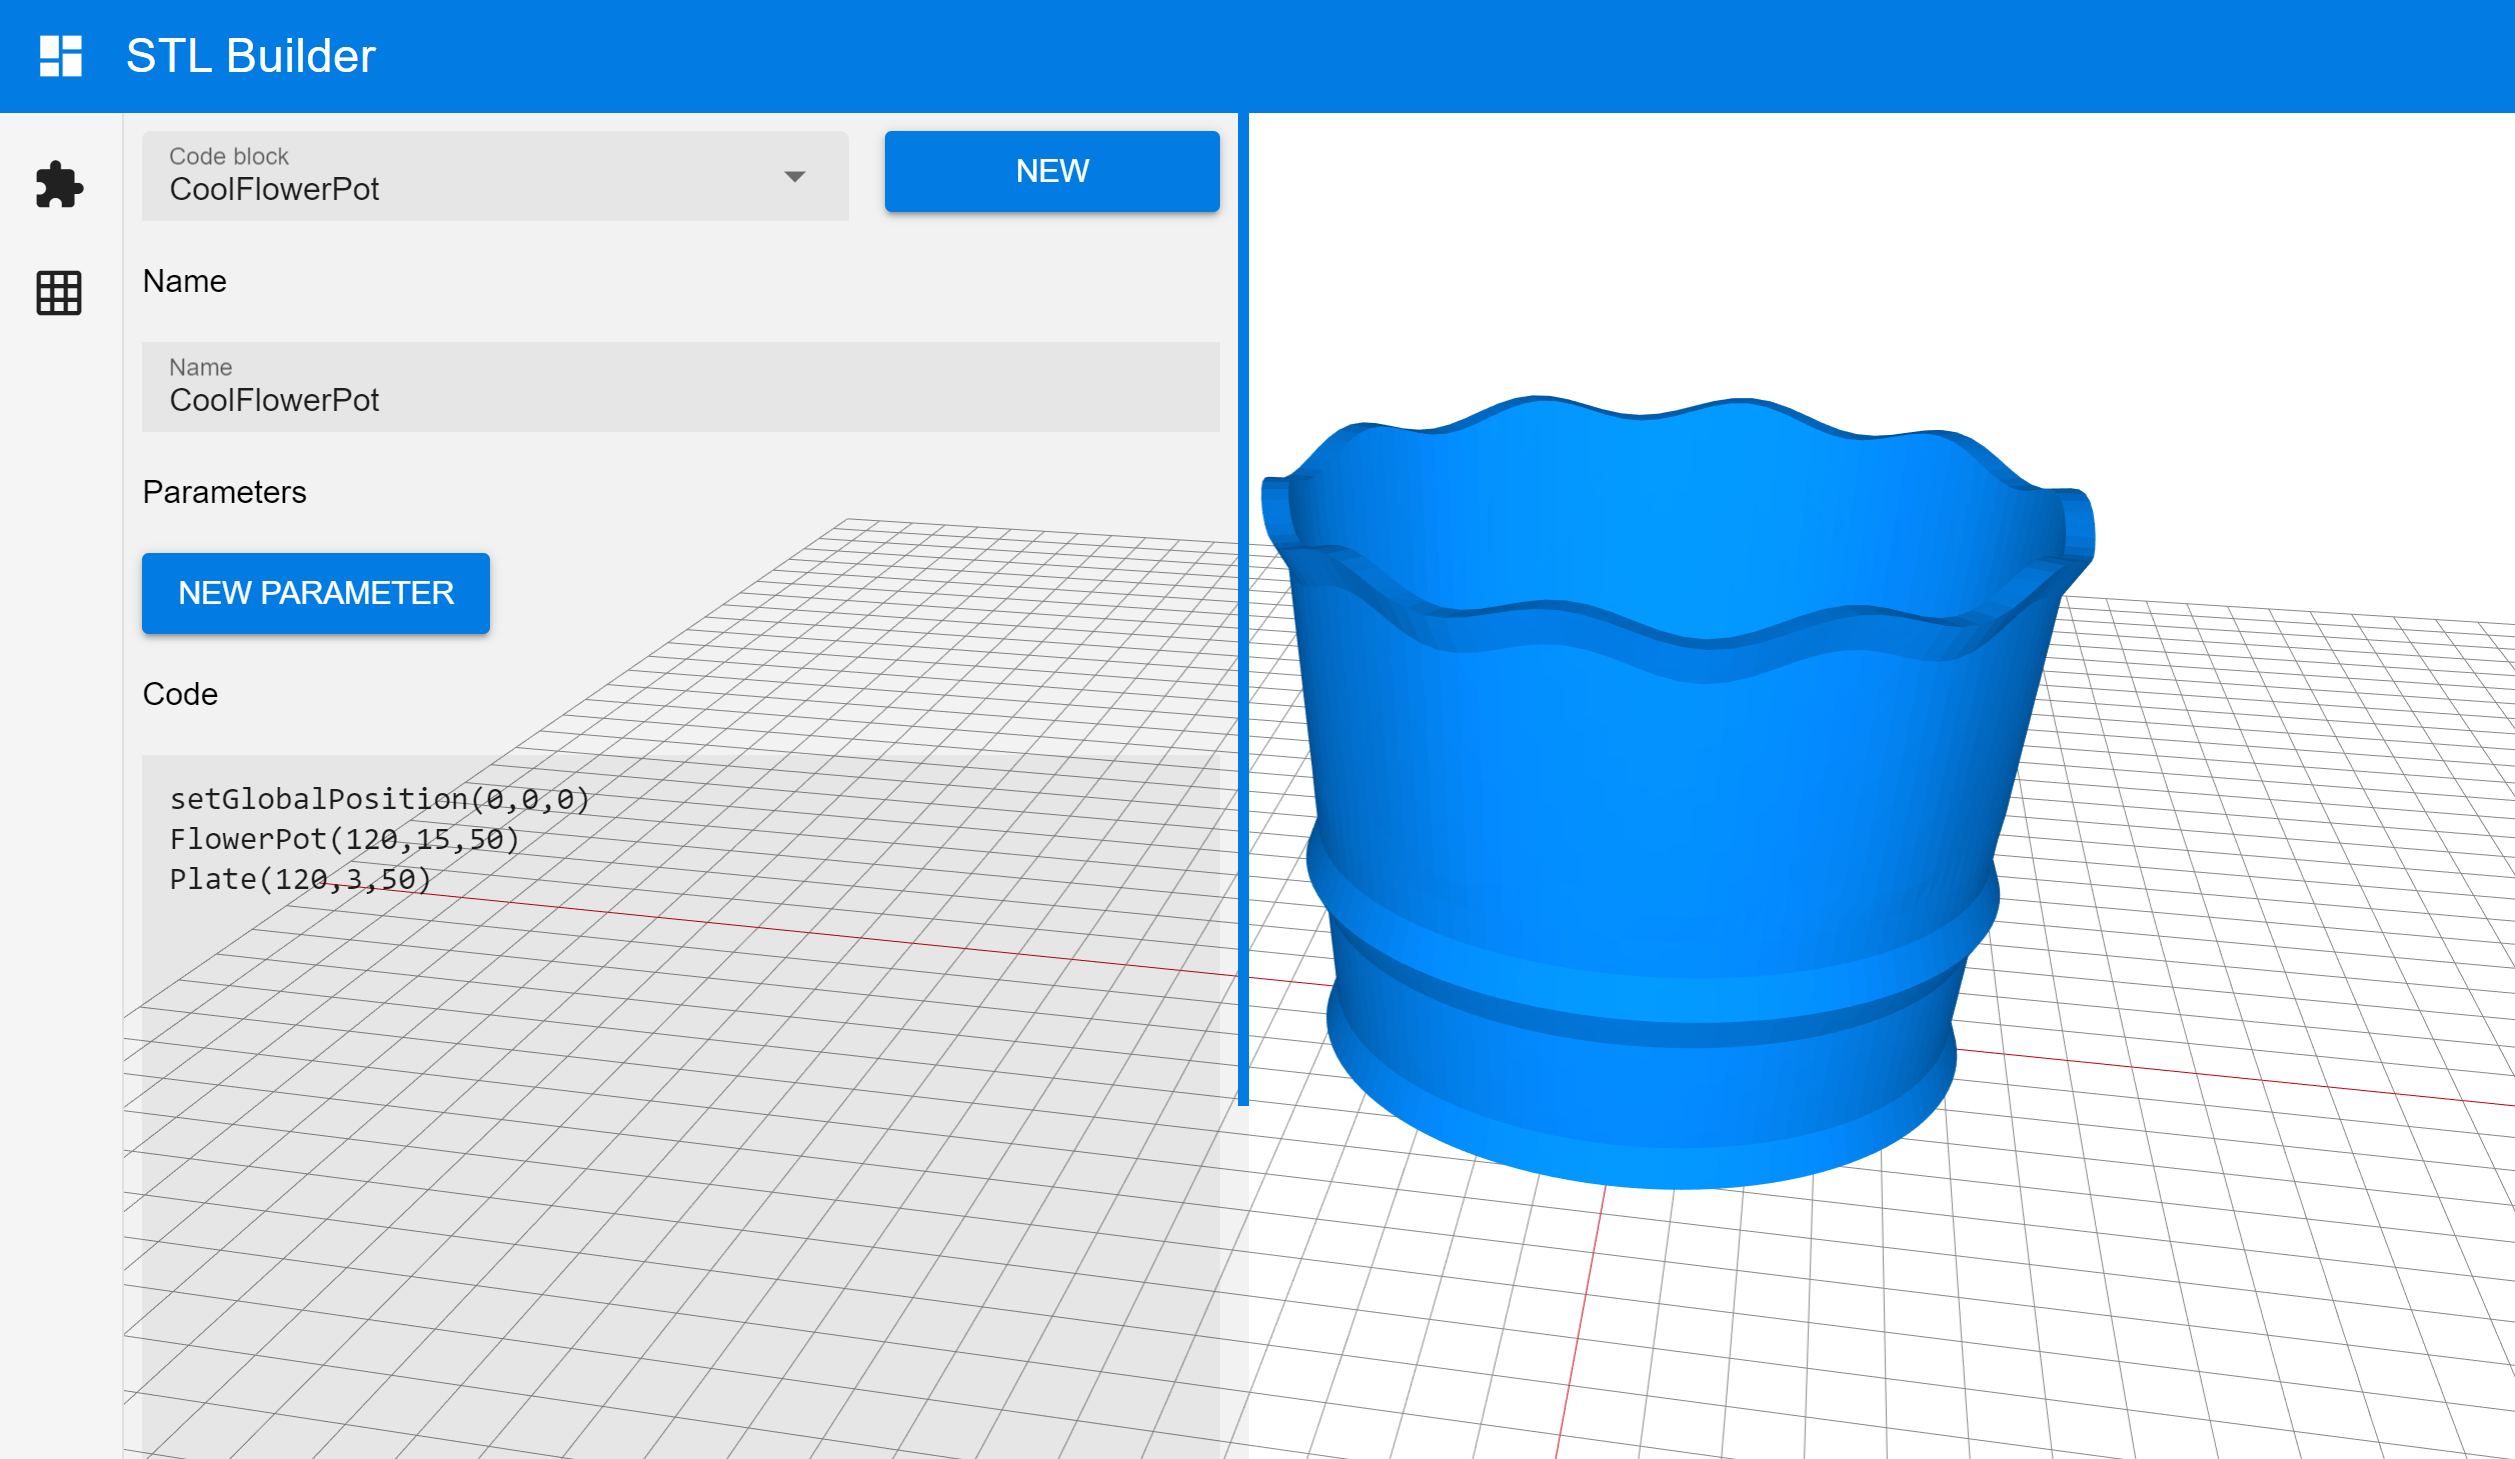 STL Builder
Code block
CoolFlowerPot
NEW
Name
Name
CoolFlowerPot
Parameters
NEW PARAMETER
Code
setGlobalPosition(0,0,0)
FlowerPot(120,15,50)
Plate(120,3,50)